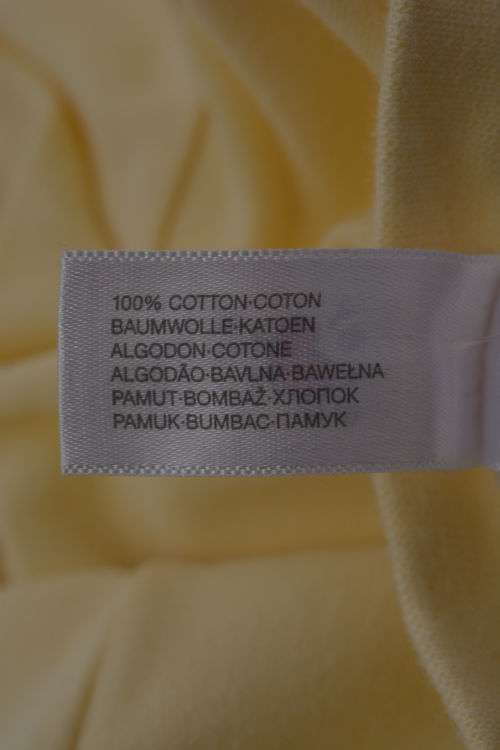 100% COTTON·COTON
BAUMWOLLE·KATOEN
ALGODON·COTONE
ALGODÃO·BAVLNA·BAWEŁNA
PAMUT·BOMBAŽ·ХЛОПОК
PAMUK·BUMBAC·ПАМУК